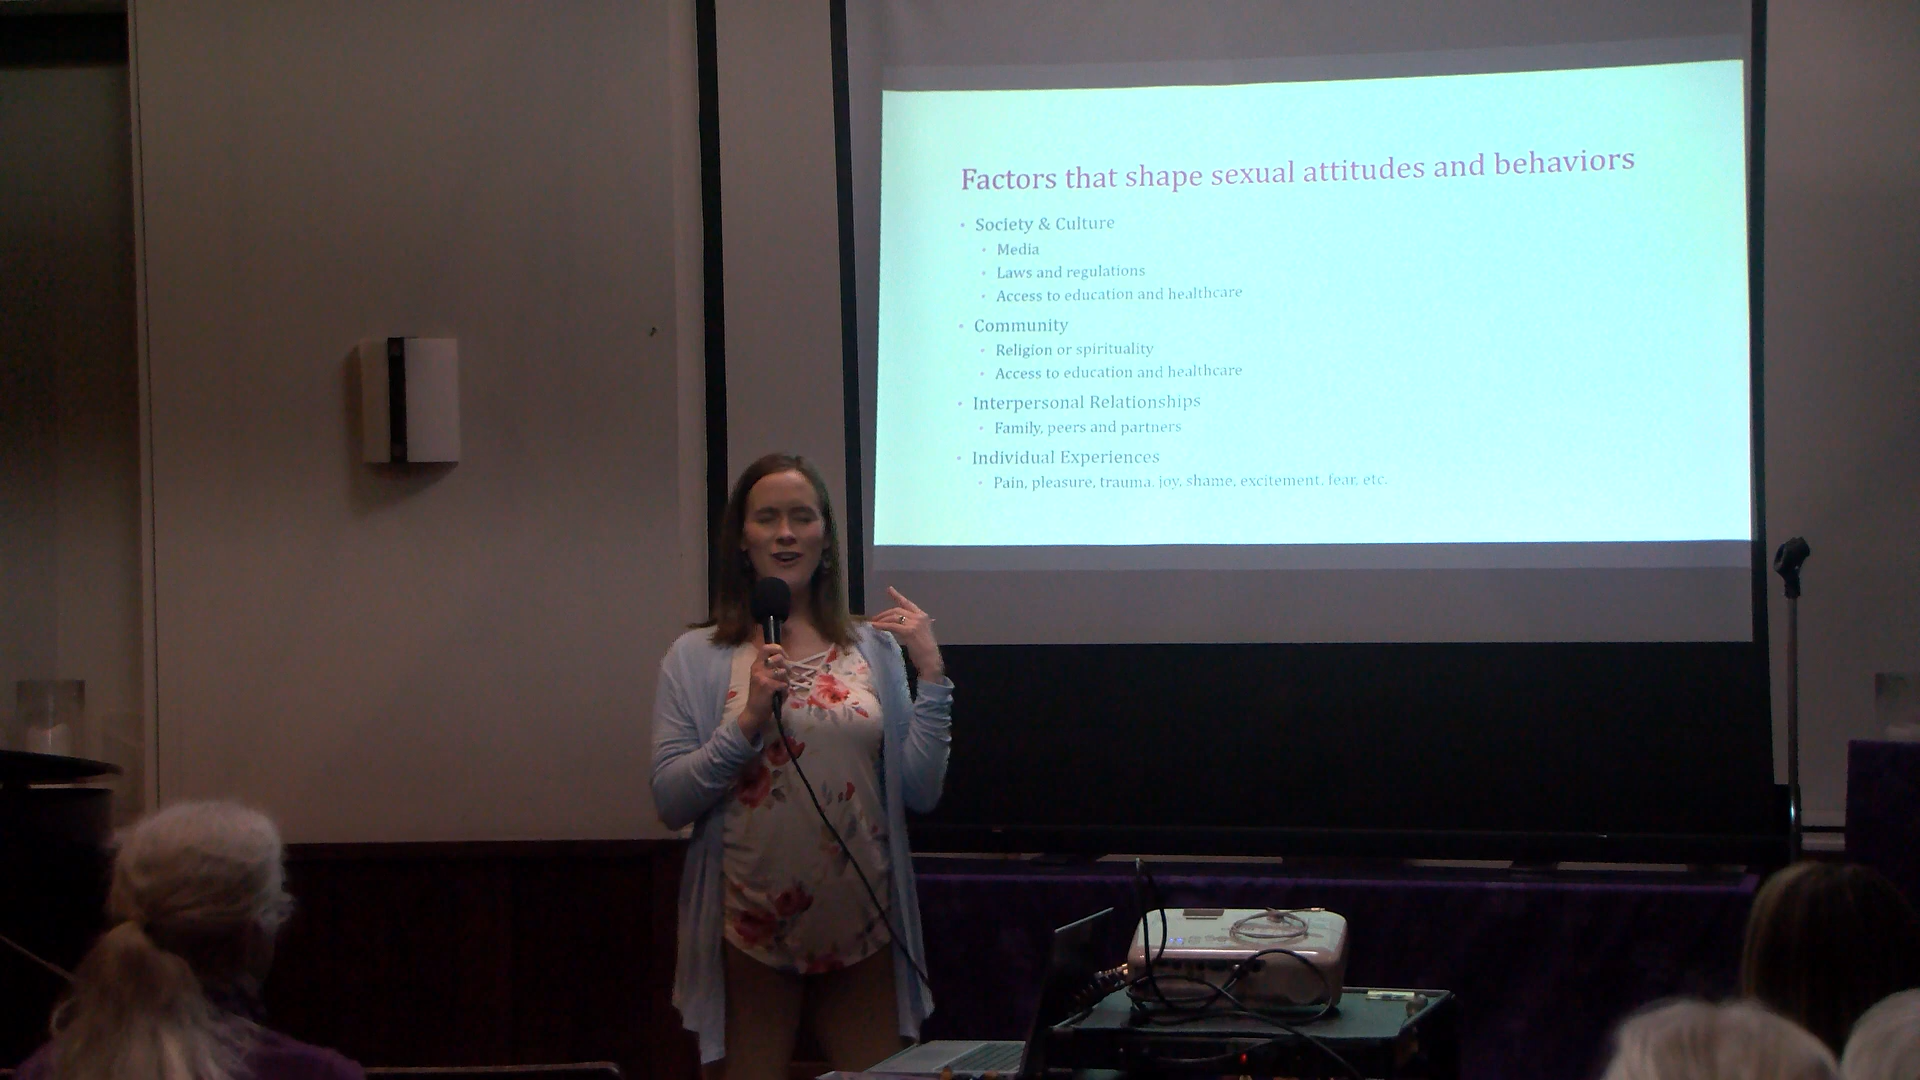 Factors that shape sexual attitudes and behaviors
• Society & Culture
• Media
• Laws and regulations
• Access to education and healthcare
• Community
• Religion or spirituality
• Access to education and healthcare
• Interpersonal Relationships
• Family, peers and partners
• Individual Experiences
• Pain, pleasure, trauma, joy, shame, excitement, fear, etc.